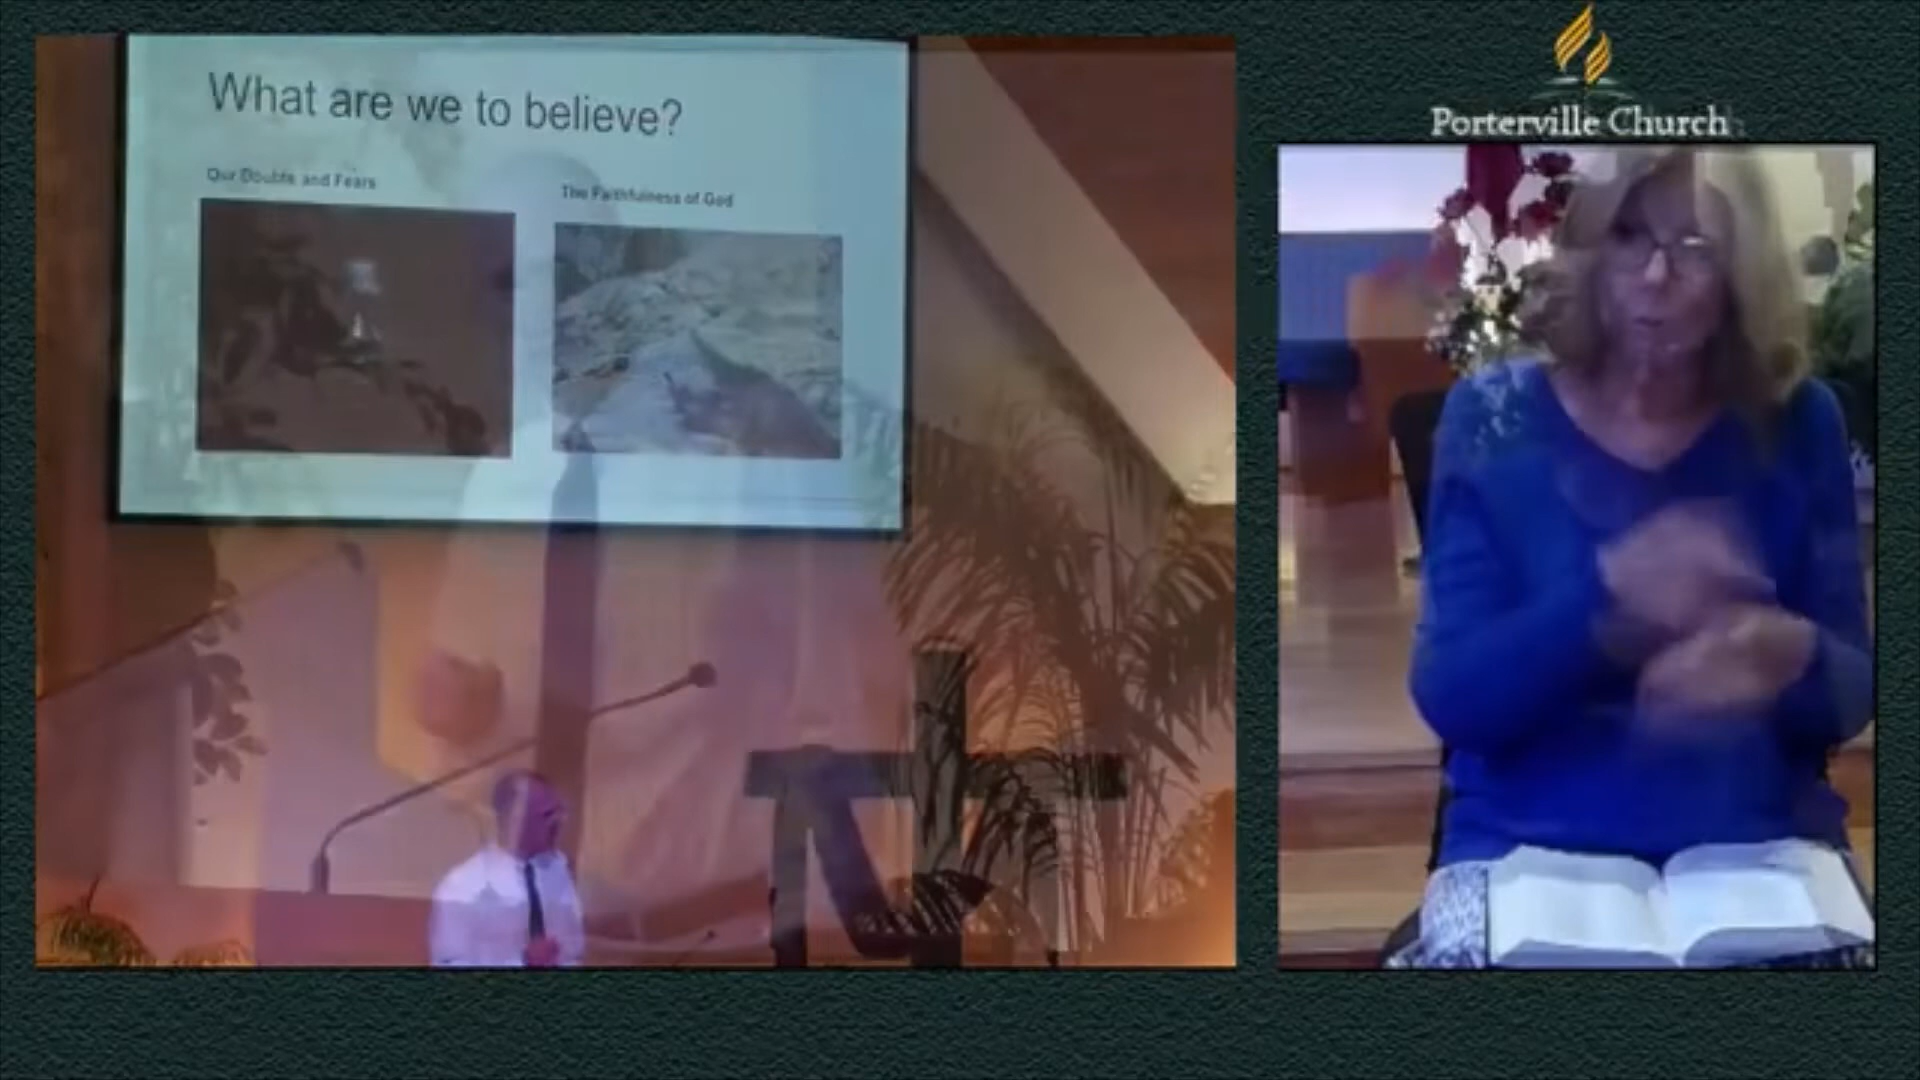 What are we to believe?
Our Doubts and Fears
The Faithfulness of God
Porterville Church